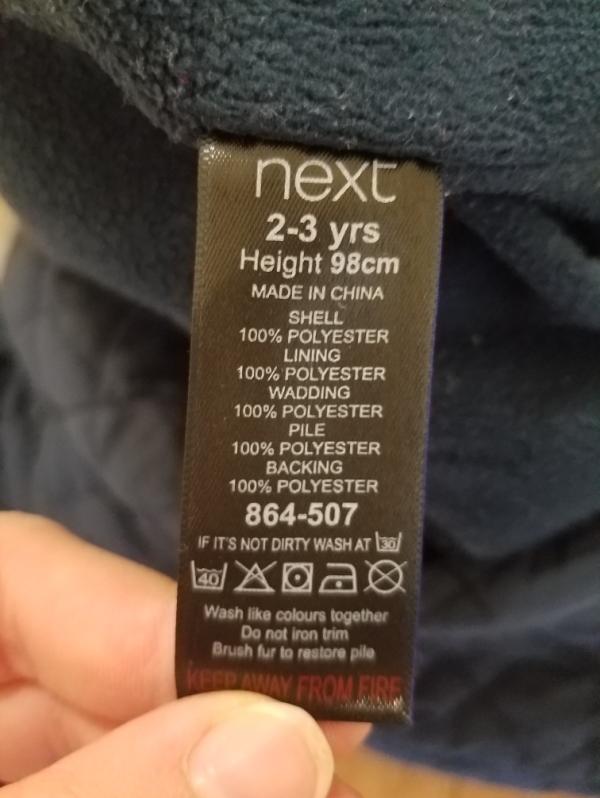 next
2-3 yrs
Height 98cm
MADE IN CHINA
SHELL
100% POLYESTER
LINING
100% POLYESTER
WADDING
100% POLYESTER
PILE
100% POLYESTER
BACKING
100% POLYESTER
864-507
IF IT'S NOT DIRTY WASH AT 30
40
Wash like colours together
Do not iron trim
Brush fur to restore pile
KEEP AWAY FROM FIRE